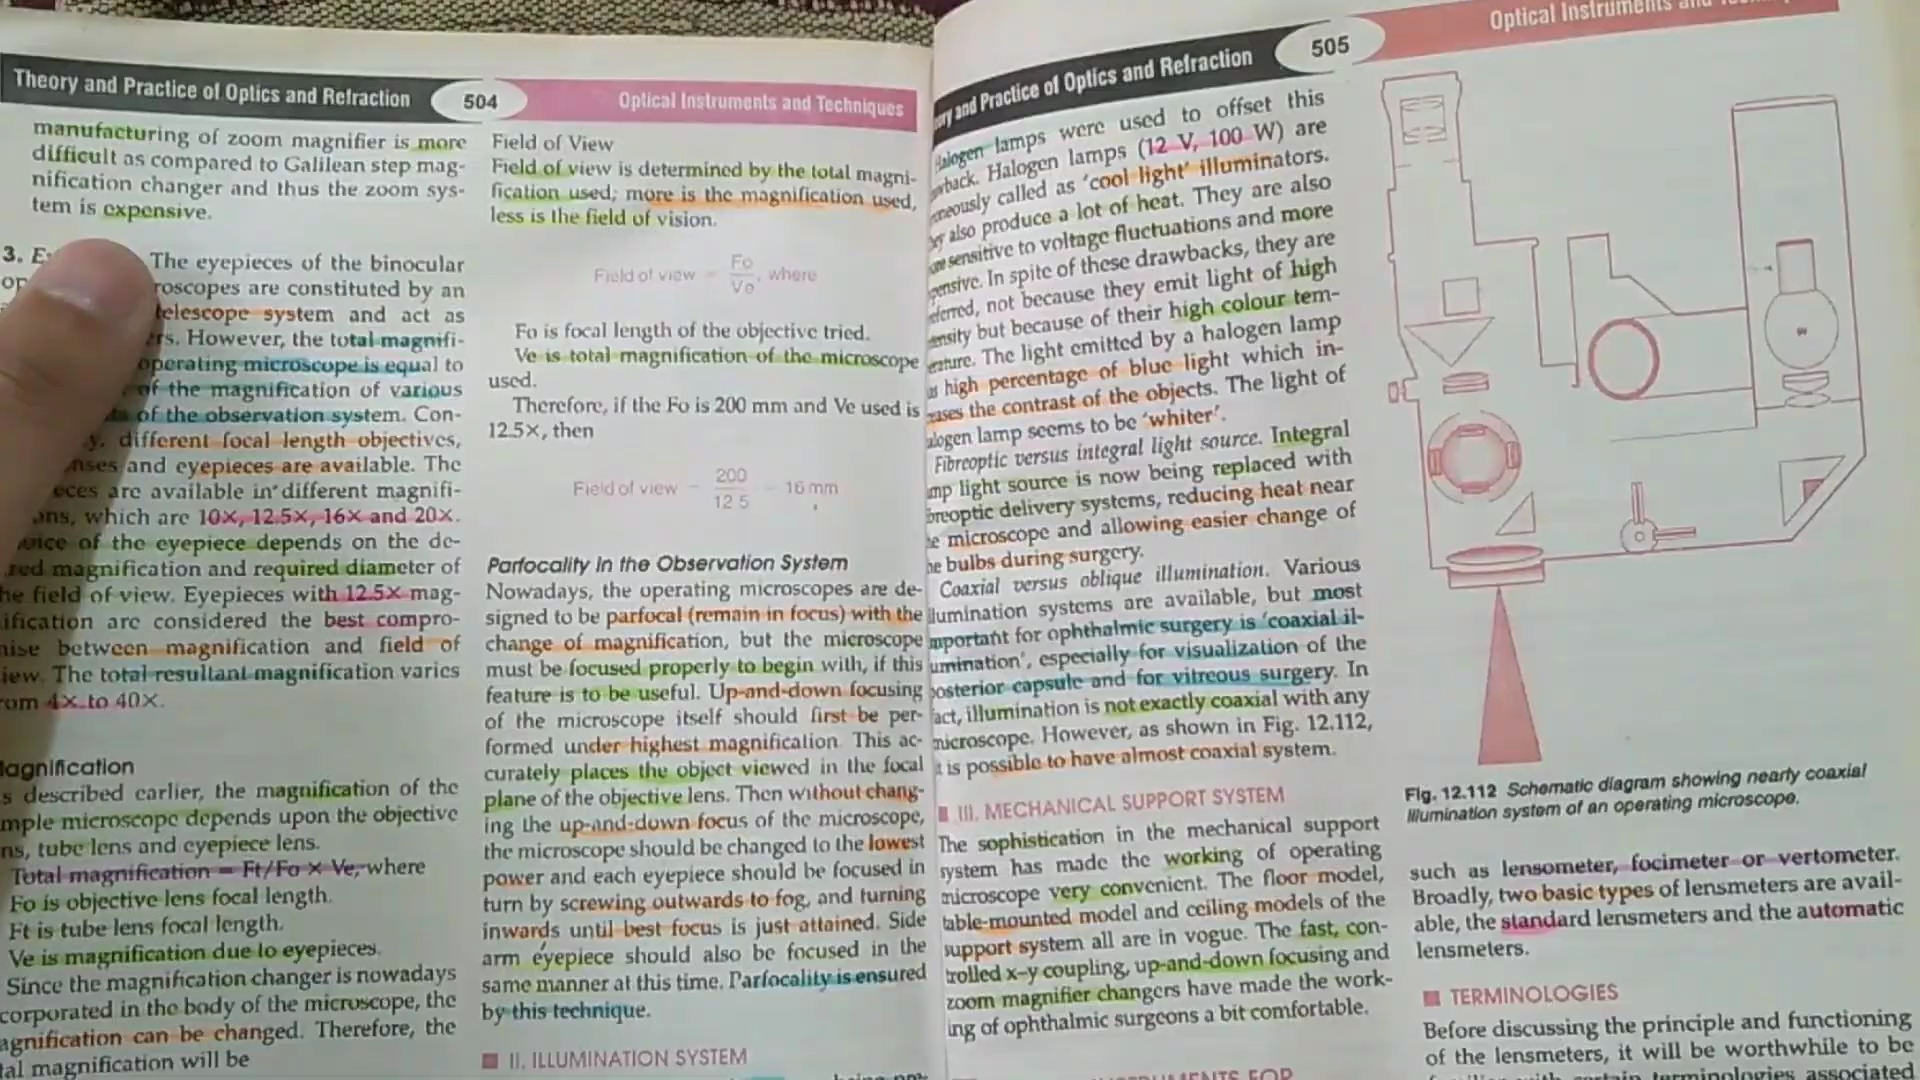 Theory and Practice of Optics and Refraction
504
Optical Instruments and Techniques
manufacturing of zoom magnifier is more
difficult as compared to Galilean step mag-
nification changer and thus the zoom sys-
tem is expensive.
3. E
The eyepieces of the binocular
roscopes are constituted by an
telescope system and act as
rs. However, the total magnifi-
operating microscope is equal to
of the magnification of various
of the observation system. Con-
y, different focal length objectives,
nses and eyepieces are available. The
eces are available in different magnifi-
ons, which are 10×, 12.5×, 16× and 20×.
oice of the eyepiece depends on the de-
red magnification and required diameter of
he field of view. Eyepieces with 12.5× mag-
ification are considered the best compro-
mise between magnification and field of
iew. The total resultant magnification varies
rom 4× to 40×.
agnification
s described earlier, the magnification of the
mple microscope depends upon the objective
ns, tube lens and eyepiece lens.
Total magnification = Ft/Fo × Ve, where
Fo is objective lens focal length.
Ft is tube lens focal length.
Ve is magnification due to eyepieces.
Since the magnification changer is nowadays
corporated in the body of the microscope, the
agnification can be changed. Therefore, the
tal magnification will be
Field of View
Field of view is determined by the total magni-
fication used; more is the magnification used,
less is the field of vision.
Field of view = Fo/Ve, where
Fo is focal length of the objective tried.
Ve is total magnification of the microscope
used.
Therefore, if the Fo is 200 mm and Ve used is
12.5×, then
Field of view = 200/12.5 = 16 mm
Parfocality in the Observation System
Nowadays, the operating microscopes are de-
signed to be parfocal (remain in focus) with the
change of magnification, but the microscope
must be focused properly to begin with, if this
feature is to be useful. Up-and-down focusing
of the microscope itself should first be per-
formed under highest magnification. This ac-
curately places the object viewed in the focal
plane of the objective lens. Then without chang-
ing the up-and-down focus of the microscope,
the microscope should be changed to the lowest
power and each eyepiece should be focused in
turn by screwing outwards to fog, and turning
inwards until best focus is just attained. Side
arm eyepiece should also be focused in the
same manner at this time. Parfocality is ensured
by this technique.
II. ILLUMINATION SYSTEM
ory and Practice of Optics and Refraction
505
Optical Instruments and
Halogen lamps were used to offset this
wback. Halogen lamps (12 V, 100 W) are
neously called as 'cool light' illuminators.
ey also produce a lot of heat. They are also
ore sensitive to voltage fluctuations and more
pensive. In spite of these drawbacks, they are
eferred, not because they emit light of high
ensity but because of their high colour tem-
erature. The light emitted by a halogen lamp
as high percentage of blue light which in-
eases the contrast of the objects. The light of
alogen lamp seems to be 'whiter'.
Fibreoptic versus integral light source. Integral
mp light source is now being replaced with
breoptic delivery systems, reducing heat near
e microscope and allowing easier change of
he bulbs during surgery.
Coaxial versus oblique illumination. Various
llumination systems are available, but most
mportant for ophthalmic surgery is 'coaxial il-
umination', especially for visualization of the
posterior capsule and for vitreous surgery. In
act, illumination is not exactly coaxial with any
microscope. However, as shown in Fig. 12.112,
t is possible to have almost coaxial system.
III. MECHANICAL SUPPORT SYSTEM
The sophistication in the mechanical support
system has made the working of operating
microscope very convenient. The floor model,
table-mounted model and ceiling models of the
support system all are in vogue. The fast, con-
trolled x–y coupling, up-and-down focusing and
zoom magnifier changers have made the work-
ing of ophthalmic surgeons a bit comfortable.
Fig. 12.112 Schematic diagram showing nearly coaxial
illumination system of an operating microscope.
such as lensometer, focimeter or vertometer.
Broadly, two basic types of lensmeters are avail-
able, the standard lensmeters and the automatic
lensmeters.
TERMINOLOGIES
Before discussing the principle and functioning
of the lensmeters, it will be worthwhile to be
with certain terminologies associated